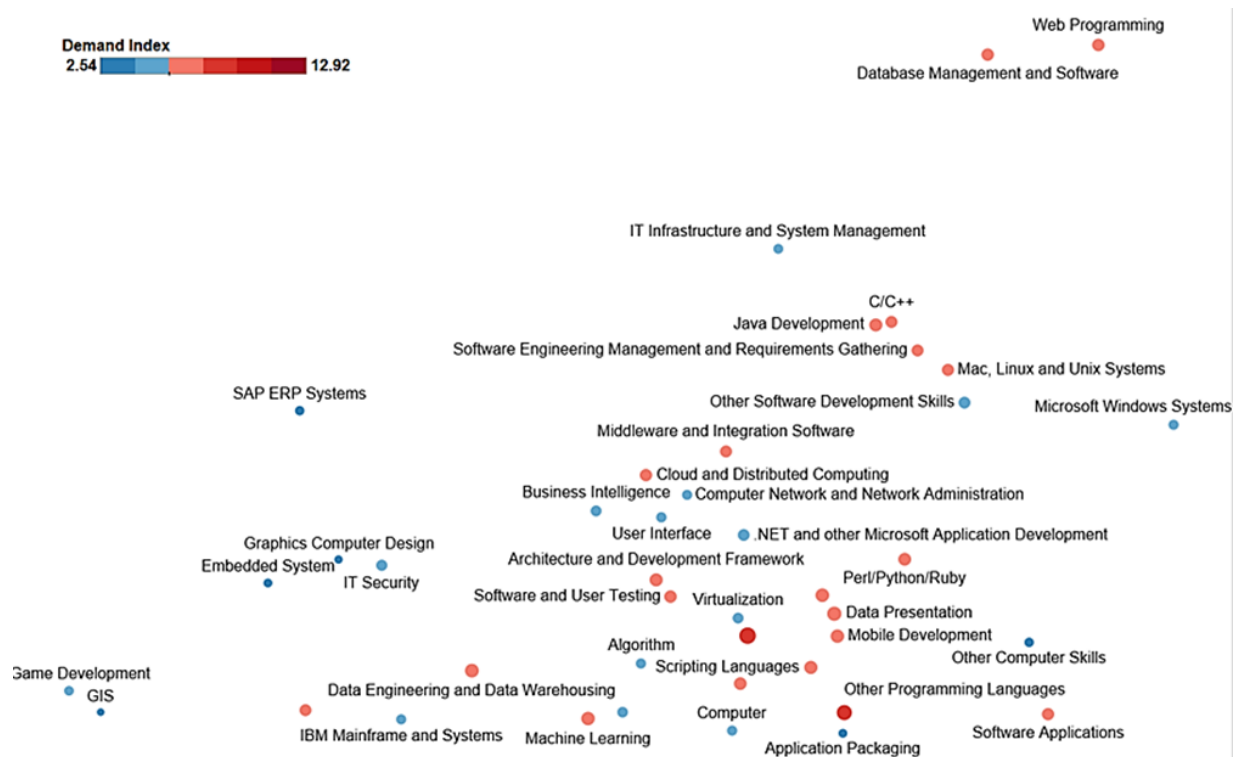 Web Programming
Demand Index
2.54 12.92
Database Management and Software
IT Infrastructure and System Management
C/C++
Java Development
Software Engineering Management and Requirements Gathering
Mac, Linux and Unix Systems
SAP ERP Systems
Other Software Development Skills
Microsoft Windows Systems
Middleware and Integration Software
Cloud and Distributed Computing
Business Intelligence
Computer Network and Network Administration
User Interface
.NET and other Microsoft Application Development
Graphics Computer Design
Architecture and Development Framework
Embedded System
IT Security
Perl/Python/Ruby
Software and User Testing
Virtualization
Data Presentation
Mobile Development
Algorithm
Other Computer Skills
Scripting Languages
Game Development
GIS
Data Engineering and Data Warehousing
Other Programming Languages
Computer
IBM Mainframe and Systems
Machine Learning
Software Applications
Application Packaging